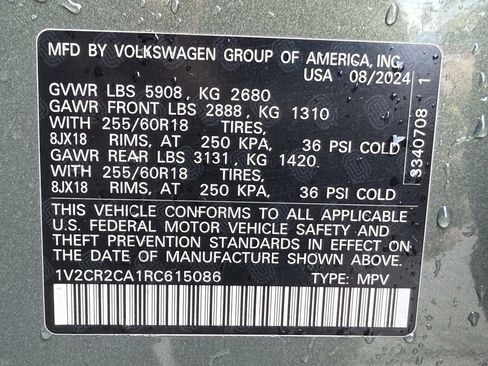 MFD BY VOLKSWAGEN GROUP OF AMERICA, INC.
USA 08/2024
GVWR LBS 5908, KG 2680
GAWR FRONT LBS 2888, KG 1310
WITH 255/60R18 TIRES,
8JX18 RIMS, AT 250 KPA, 36 PSI COLD
GAWR REAR LBS 3131, KG 1420
WITH 255/60R18 TIRES,
8JX18 RIMS, AT 250 KPA, 36 PSI COLD
THIS VEHICLE CONFORMS TO ALL APPLICABLE
U.S. FEDERAL MOTOR VEHICLE SAFETY AND
THEFT PREVENTION STANDARDS IN EFFECT ON
THE DATE OF MANUFACTURE SHOWN ABOVE.
1V2CR2CA1RC615086 TYPE: MPV
3340708 1